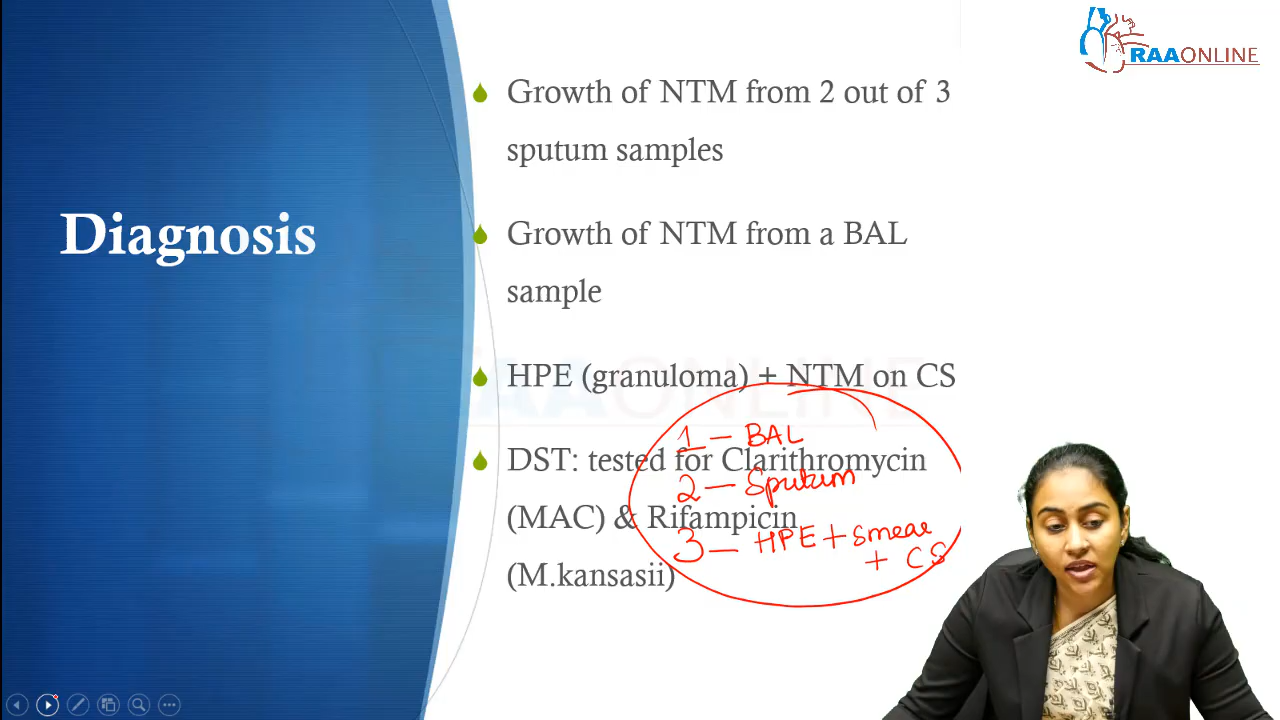 RAAONLINE
Growth of NTM from 2 out of 3
sputum samples
Diagnosis
Growth of NTM from a BAL
sample
HPE (granuloma) + NTM on CS
DST: tested for Clarithromycin
(MAC) & Rifampicin
(M.kansasii)
1 - BAL
2 - Sputum
3 - HPE + Smear
+ CS
RAAONLINE